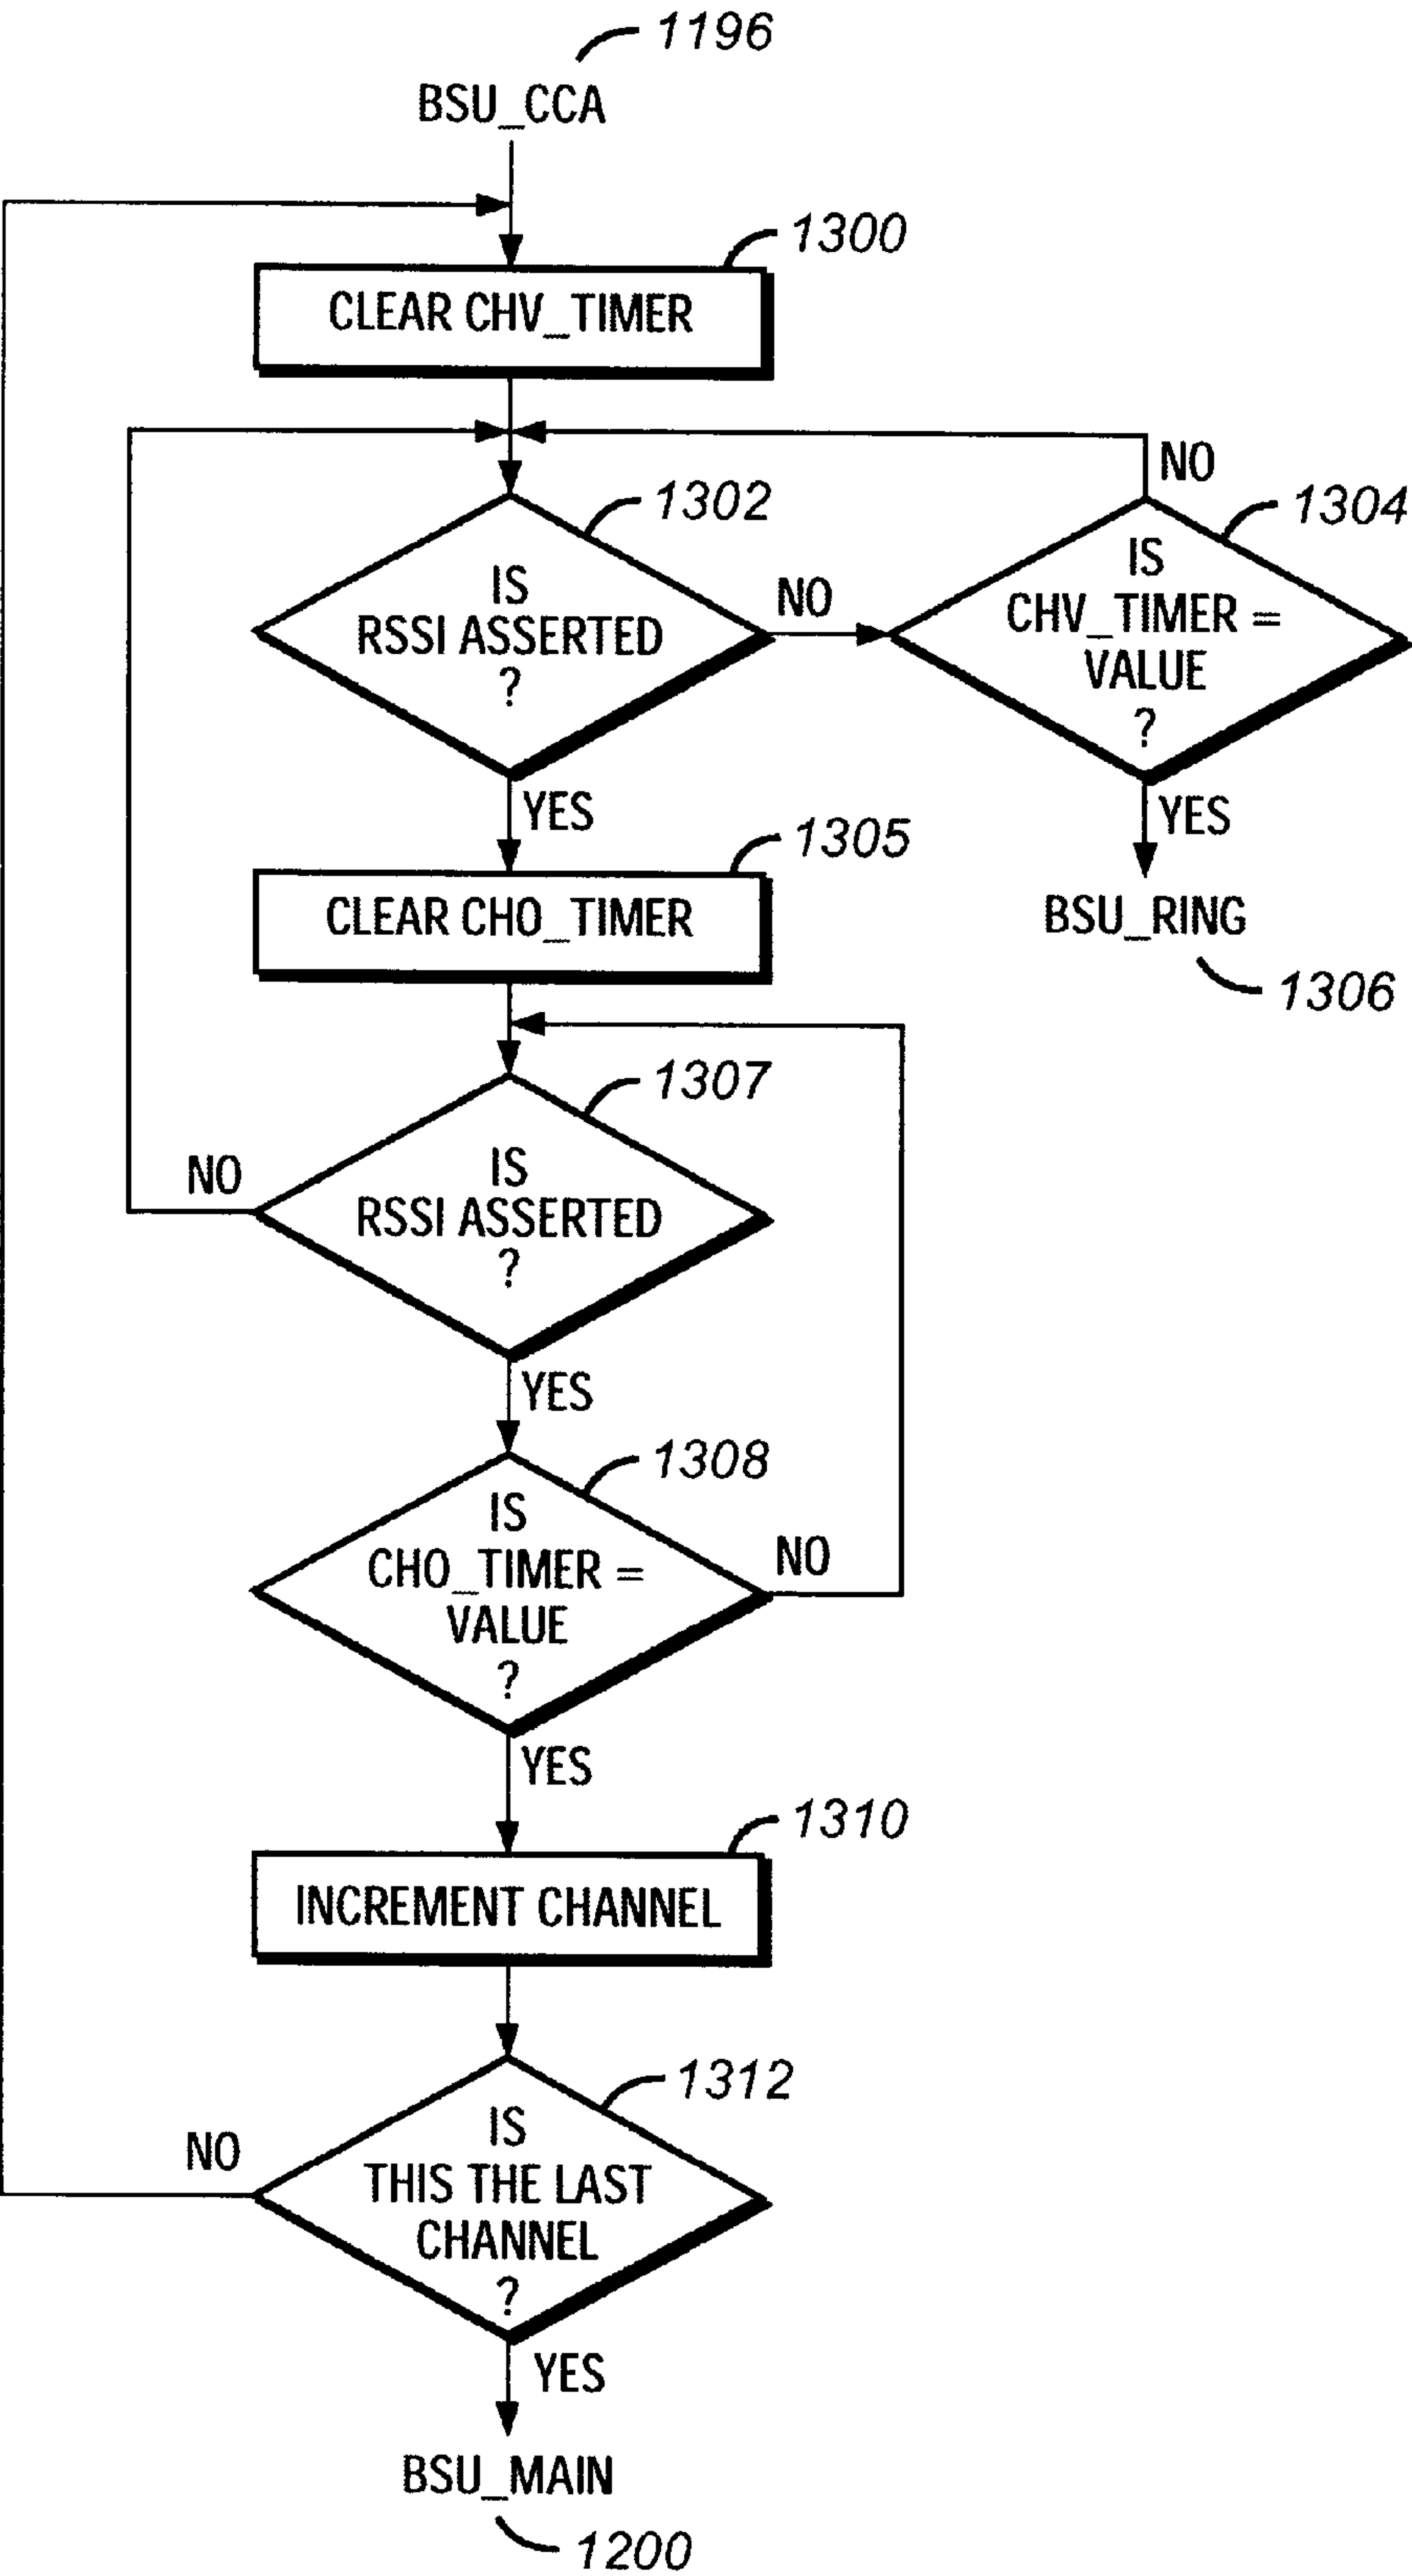 1196
BSU_CCA
1300
CLEAR CHV_TIMER
NO
1302
1304
IS
RSSI ASSERTED
?
NO
IS
CHV_TIMER =
VALUE
?
YES
YES
1305
CLEAR CHO_TIMER
BSU_RING
1306
1307
NO
IS
RSSI ASSERTED
?
YES
1308
IS
CHO_TIMER =
VALUE
?
NO
YES
1310
INCREMENT CHANNEL
1312
NO
IS
THIS THE LAST
CHANNEL
?
YES
BSU_MAIN
1200